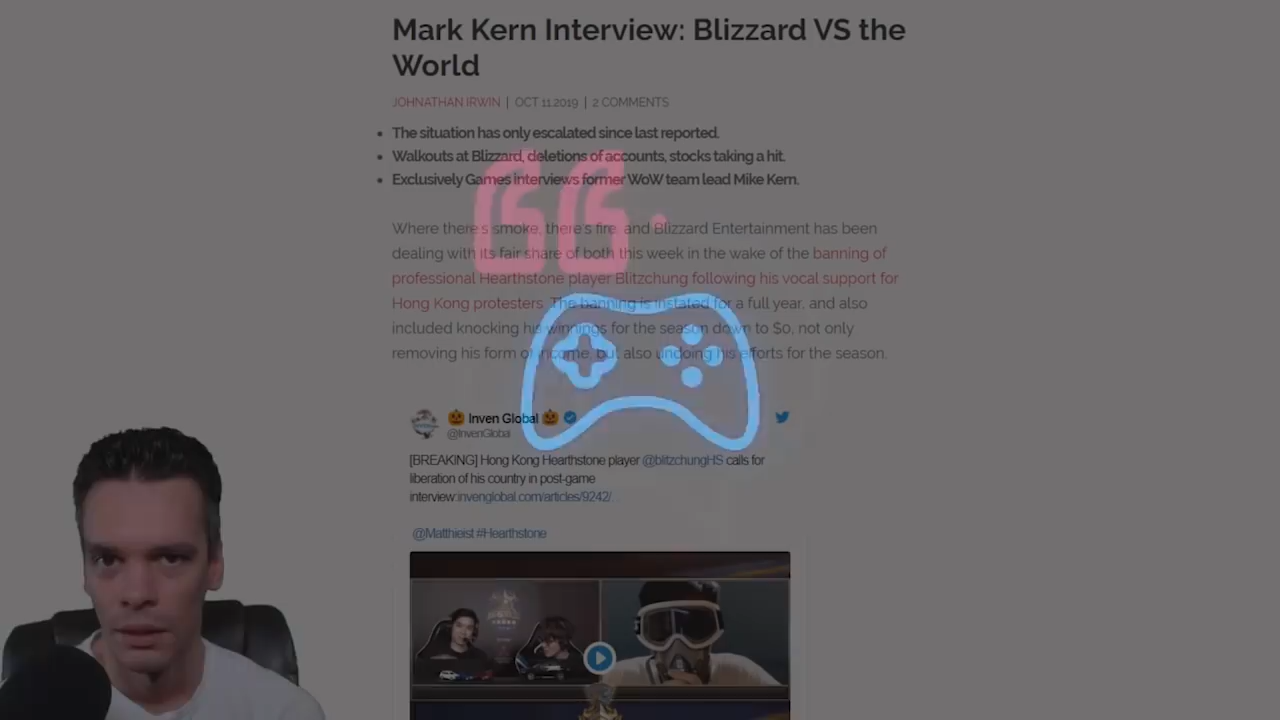 Mark Kern Interview: Blizzard VS the
World
JOHNATHAN IRWIN | OCT 11.2019 | 2 COMMENTS
The situation has only escalated since last reported.
Walkouts at Blizzard, deletions of accounts, stocks taking a hit.
Exclusively Games interviews former WoW team lead Mike Kern.
Where there's smoke, there's fire, and Blizzard Entertainment has been
dealing with its fair share of both this week in the wake of the banning of
professional Hearthstone player Blitzchung following his vocal support for
Hong Kong protesters. The banning is instated for a full year, and also
included knocking his winnings for the season down to $0, not only
removing his form of income, but also undoing his efforts for the season.
Inven Global
@InvenGlobal
[BREAKING] Hong Kong Hearthstone player @blitzchungHS calls for
liberation of his country in post-game
interview:invenglobal.com/articles/9242/...
@Matthieist #Hearthstone